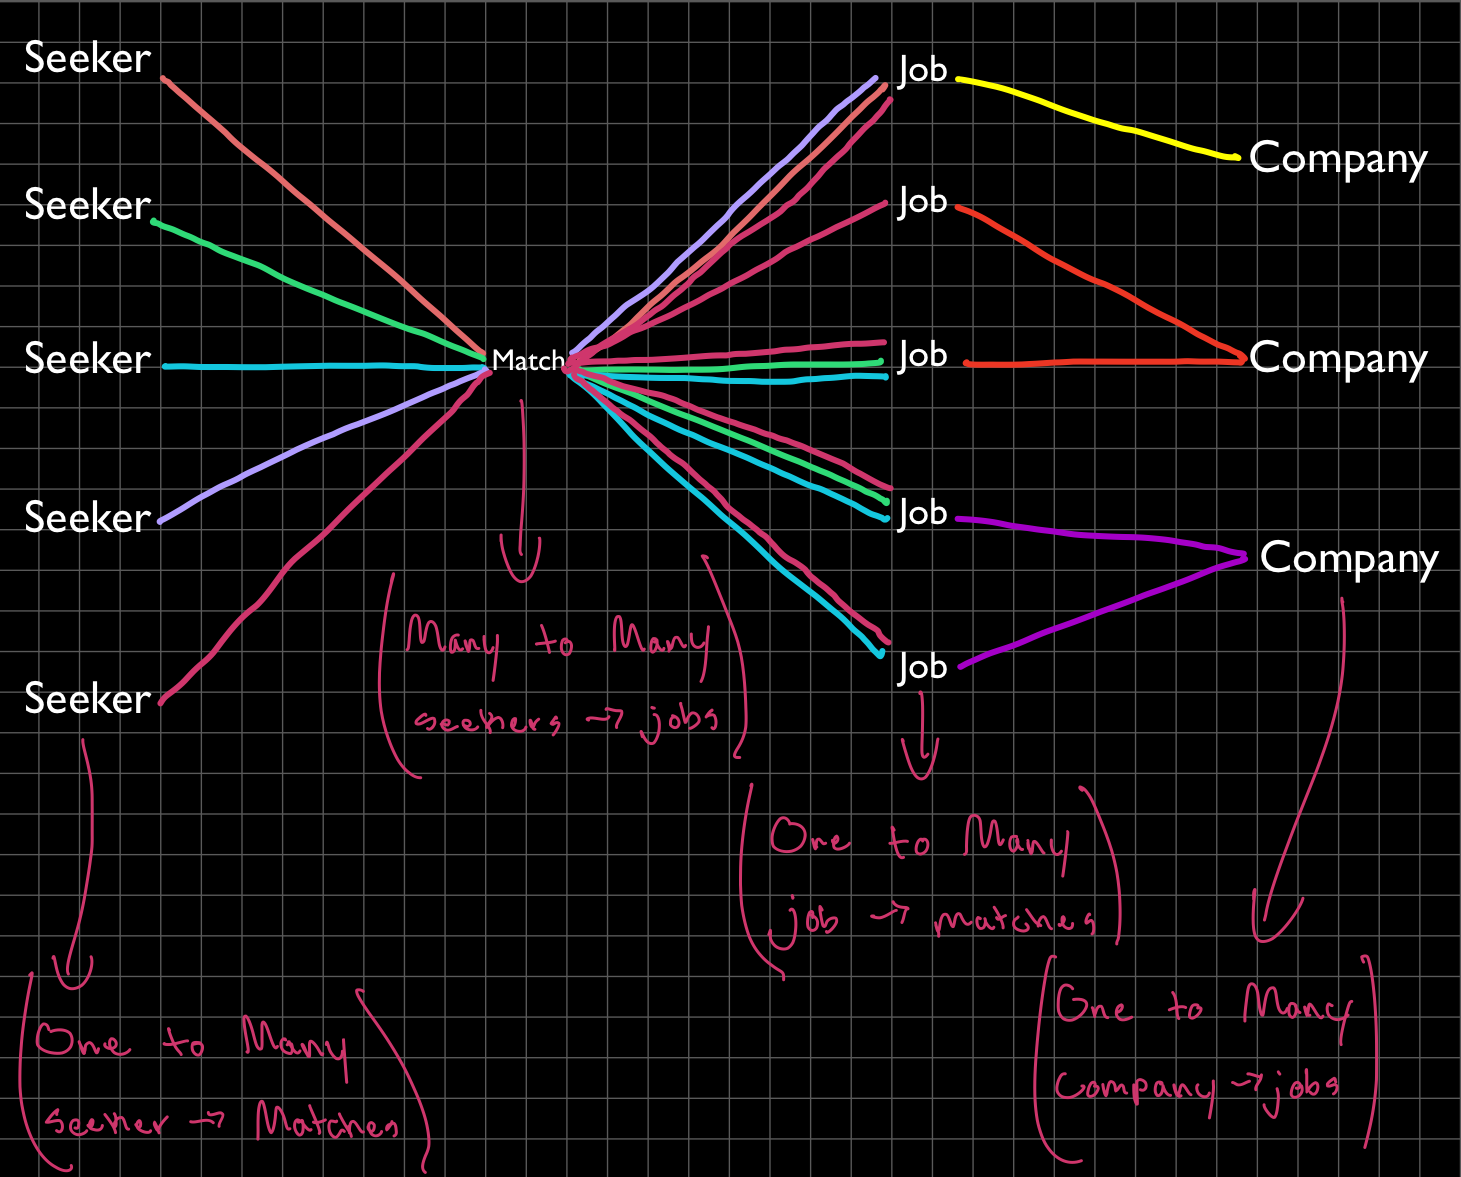 Seeker
Seeker
Seeker
Seeker
Seeker
Match
Job
Job
Job
Job
Job
Company
Company
Company
Many to Many
seekers → jobs
One to Many
job → matches
One to Many
Company → jobs
One to Many
seeker → Matches